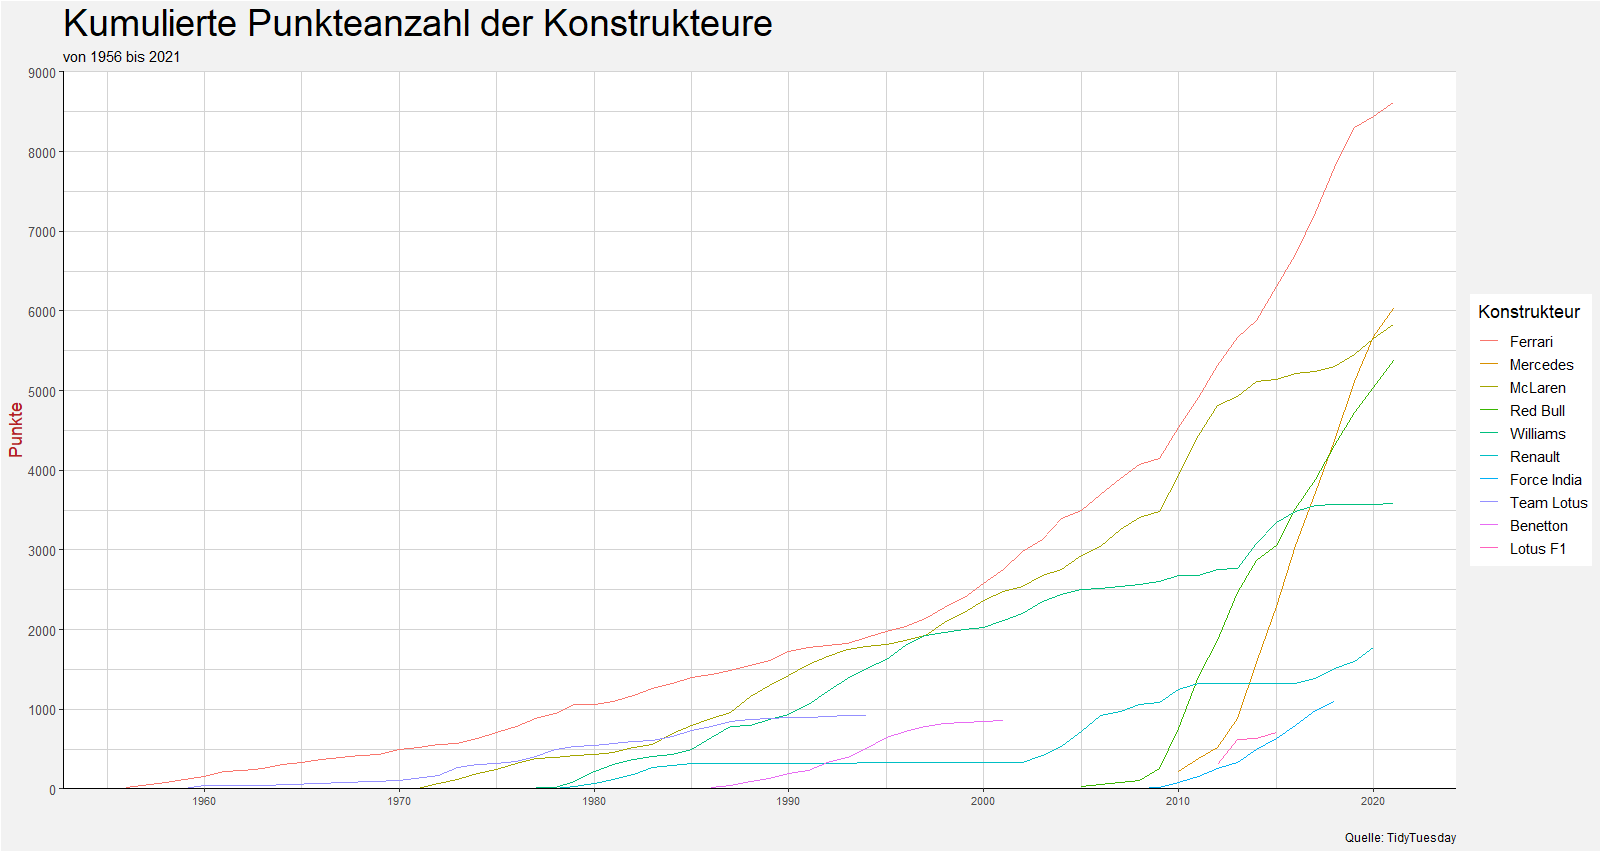 Kumulierte Punkteanzahl der Konstrukteure
von 1956 bis 2021
9000
8000
7000
6000
5000
4000
3000
2000
1000
0
Punkte
1960 1970 1980 1990 2000 2010 2020
Konstrukteur
Ferrari
Mercedes
McLaren
Red Bull
Williams
Renault
Force India
Team Lotus
Benetton
Lotus F1
Quelle: TidyTuesday